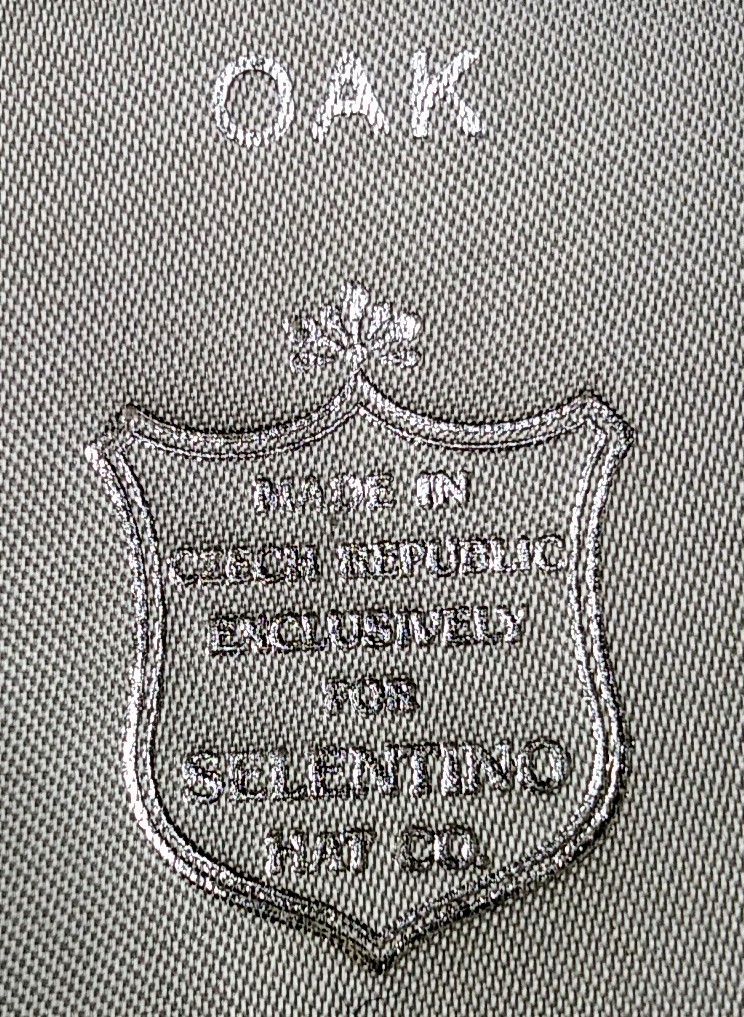 OAK
MADE IN
CZECH REPUBLIC
EXCLUSIVELY
FOR
SELENTINO
HAT CO.